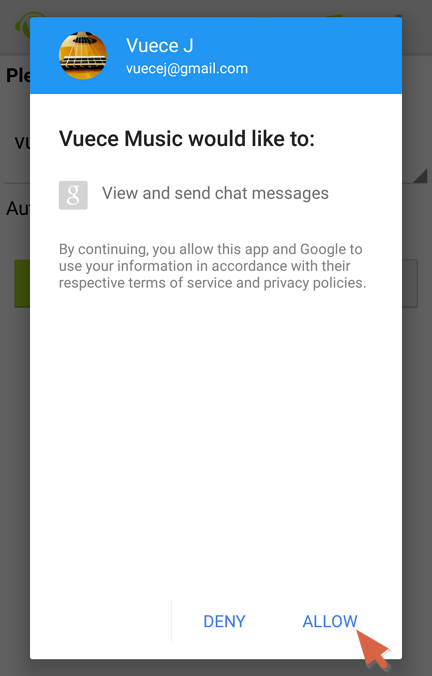 Vuece J
vuecej@gmail.com
Ple
Vuece Music would like to:
vu
g
View and send chat messages
Aut
By continuing, you allow this app and Google to
use your information in accordance with their
respective terms of service and privacy policies.
DENY
ALLOW